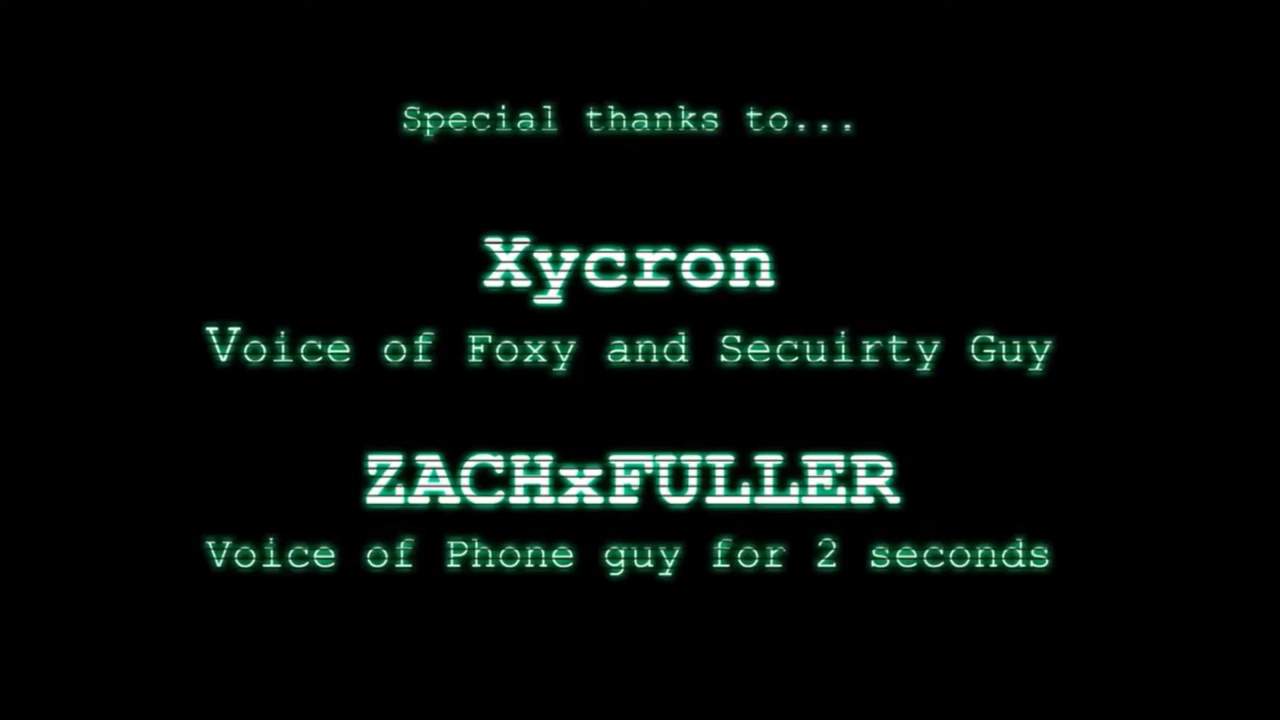 Special thanks to...
Xycron
Voice of Foxy and Secuirty Guy
ZACHxFULLER
Voice of Phone guy for 2 seconds